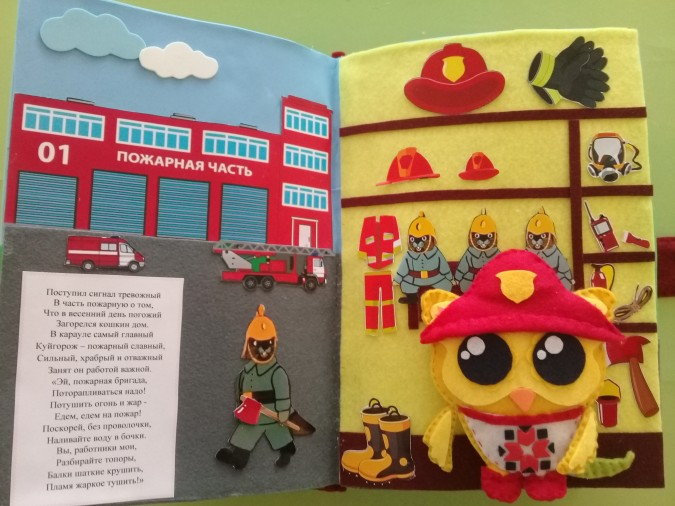 01
ПОЖАРНАЯ ЧАСТЬ
Поступил сигнал тревожный
В часть пожарную о том,
Что в весенний день погожий
Загорелся кошкин дом.
В карауле самый главный
Куйгорож – пожарный славный,
Сильный, храбрый и отважный
Занят он работой важной.
«Эй, пожарная бригада,
Поторапливаться надо!
Потушить огонь и жар -
Едем, едем на пожар!
Поскорей, без проволочки,
Наливайте воду в бочки.
Вы, работники мои,
Разбирайте топоры,
Балки шаткие крушить,
Пламя жаркое тушить!»